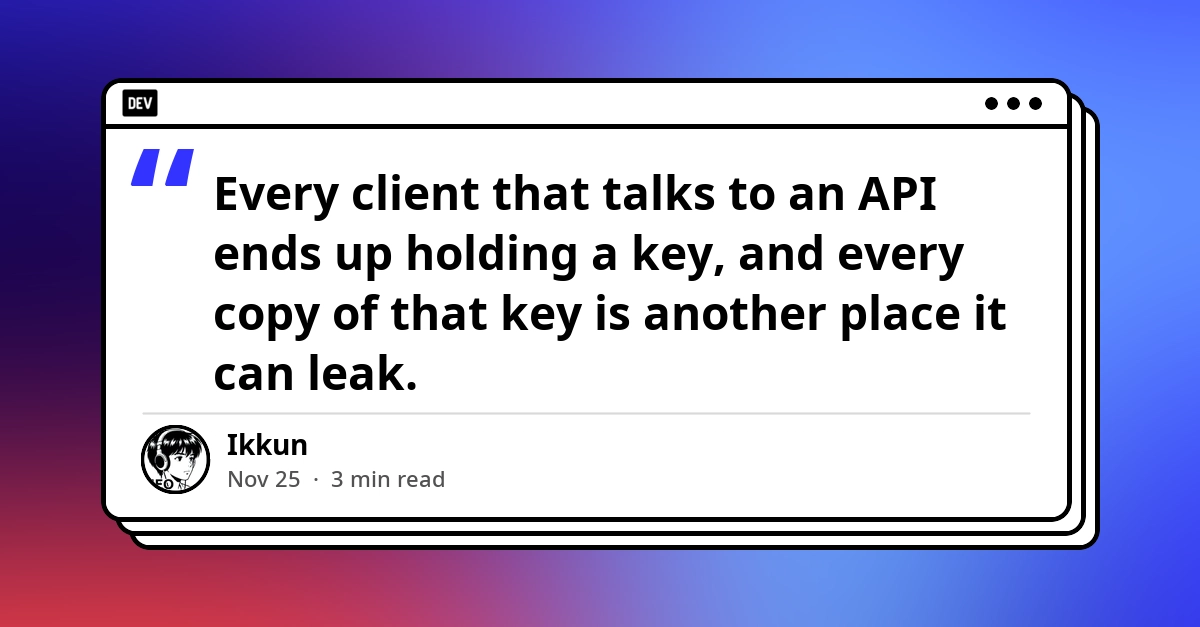 DEV
“
Every client that talks to an API
ends up holding a key, and every
copy of that key is another place it
can leak.
Ikkun
Nov 25 · 3 min read